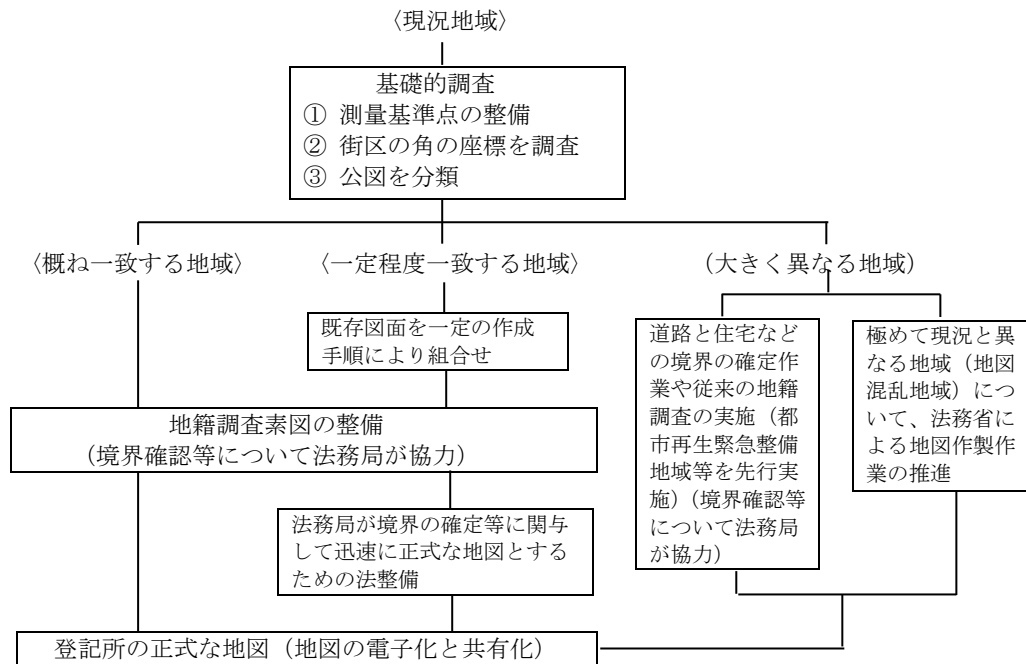 〈現況地域〉
基礎的調査
① 測量基準点の整備
② 街区の角の座標を調査
③ 公図を分類
〈概ね一致する地域〉
〈一定程度一致する地域〉
(大きく異なる地域)
既存図面を一定の作成
手順により組合せ
道路と住宅など
の境界の確定作
業や従来の地籍
調査の実施(都
市再生緊急整備
地域等を先行実
施)(境界確認等
について法務局
が協力)
極めて現況と異
なる地域(地図
混乱地域)につ
いて、法務省に
よる地図作製作
業の推進
地籍調査素図の整備
(境界確認等について法務局が協力)
法務局が境界の確定等に関与
して迅速に正式な地図とする
ための法整備
登記所の正式な地図(地図の電子化と共有化)